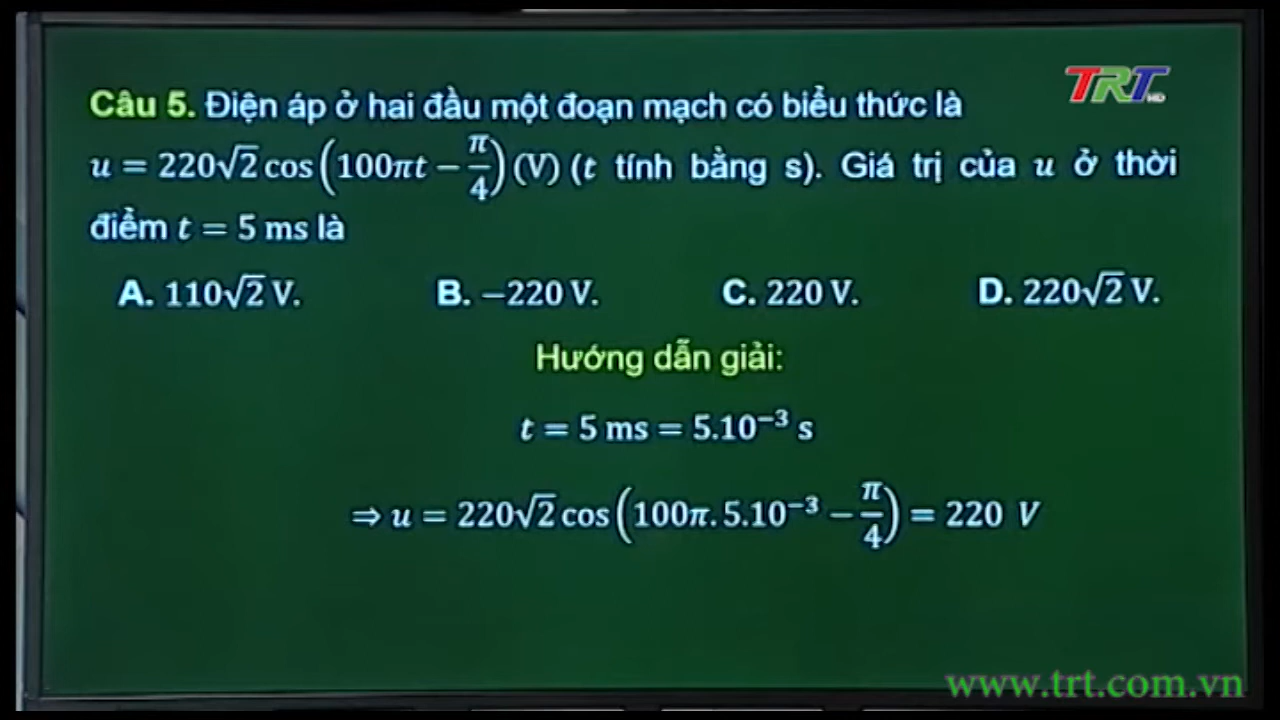 TRT HD
Câu 5. Điện áp ở hai đầu một đoạn mạch có biểu thức là
u = 220√2 cos(100πt − π/4) (V) (t tính bằng s). Giá trị của u ở thời
điểm t = 5 ms là
A. 110√2 V. B. −220 V. C. 220 V. D. 220√2 V.
Hướng dẫn giải:
t = 5 ms = 5.10⁻³ s
⇒ u = 220√2 cos(100π.5.10⁻³ − π/4) = 220 V
www.trt.com.vn